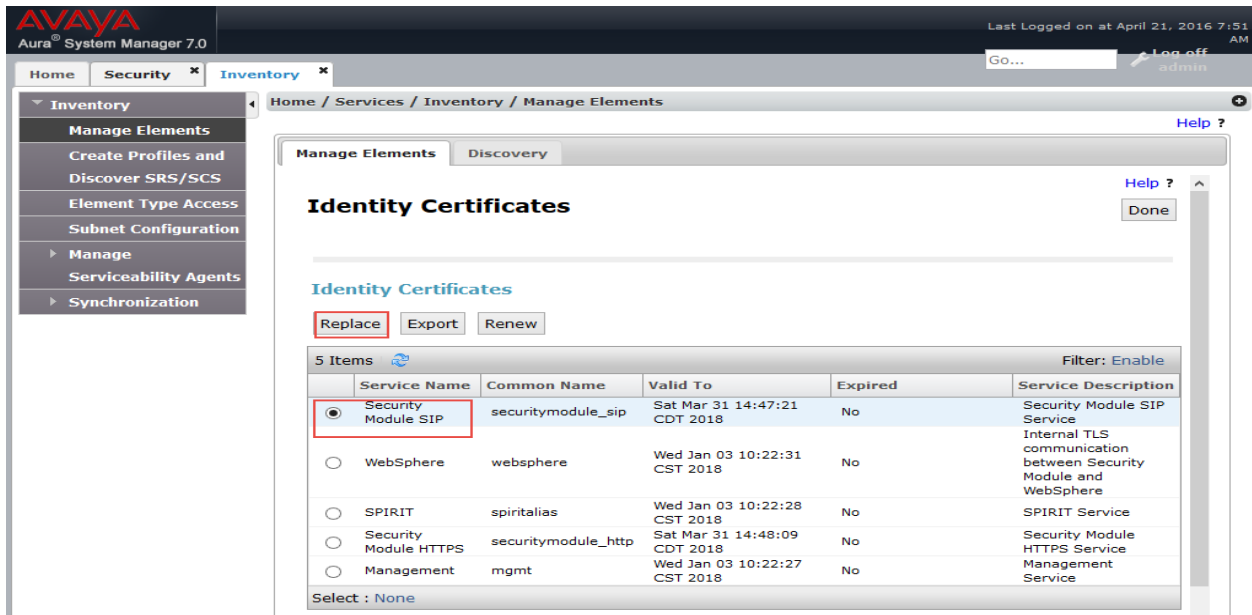 AVAYA
Aura® System Manager 7.0
Last Logged on at April 21, 2016 7:51
AM
Go...
Log off
admin
Home
Security ×
Inventory ×
Inventory
Manage Elements
Create Profiles and
Discover SRS/SCS
Element Type Access
Subnet Configuration
Manage
Serviceability Agents
Synchronization
Home / Services / Inventory / Manage Elements
Help ?
Manage Elements
Discovery
Help ?
Identity Certificates
Done
Identity Certificates
Replace Export Renew
5 Items
Filter: Enable
Service Name Common Name Valid To Expired Service Description
Security
Module SIP
securitymodule_sip
Sat Mar 31 14:47:21
CDT 2018
No
Security Module SIP
Service
WebSphere
websphere
Wed Jan 03 10:22:31
CST 2018
No
Internal TLS
communication
between Security
Module and
WebSphere
SPIRIT
spiritalias
Wed Jan 03 10:22:28
CST 2018
No
SPIRIT Service
Security
Module HTTPS
securitymodule_http
Sat Mar 31 14:48:09
CDT 2018
No
Security Module
HTTPS Service
Management
mgmt
Wed Jan 03 10:22:27
CST 2018
No
Management
Service
Select : None